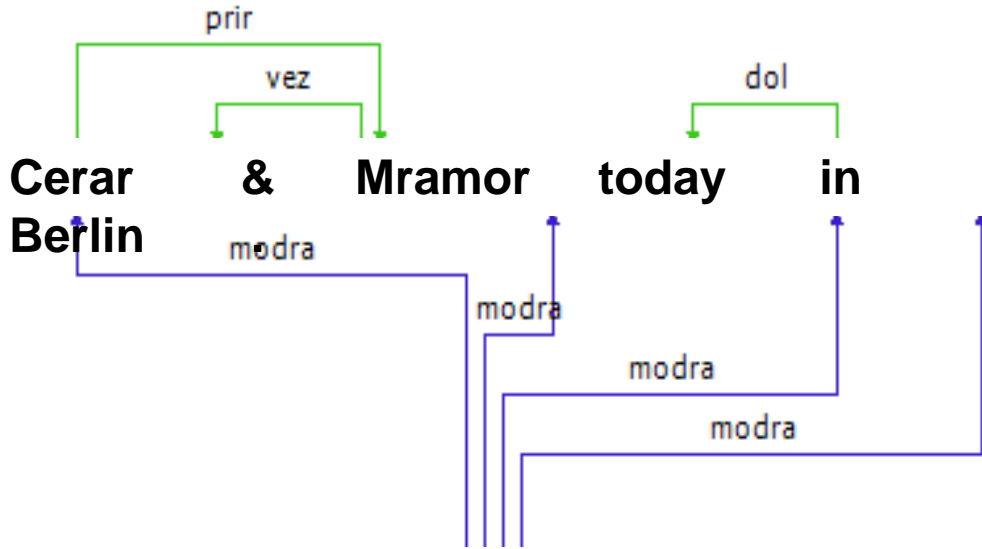 prir
vez dol
Cerar & Mramor today in
Berlin .
modra
modra
modra
modra